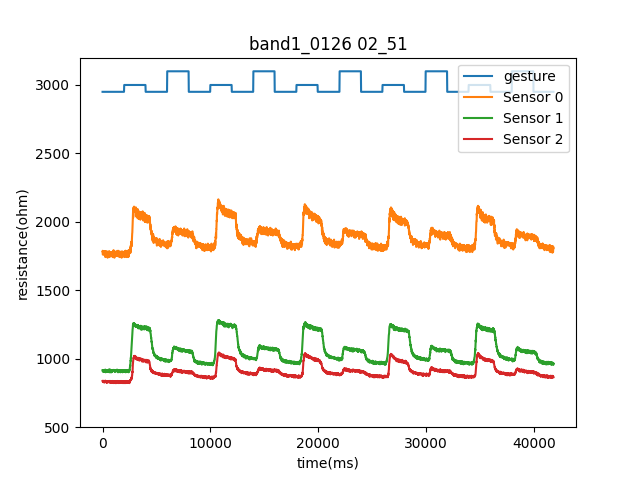 band1_0126 02_51
gesture
Sensor 0
Sensor 1
Sensor 2
3000
2500
2000
1500
1000
500
resistance(ohm)
0
10000
20000
30000
40000
time(ms)